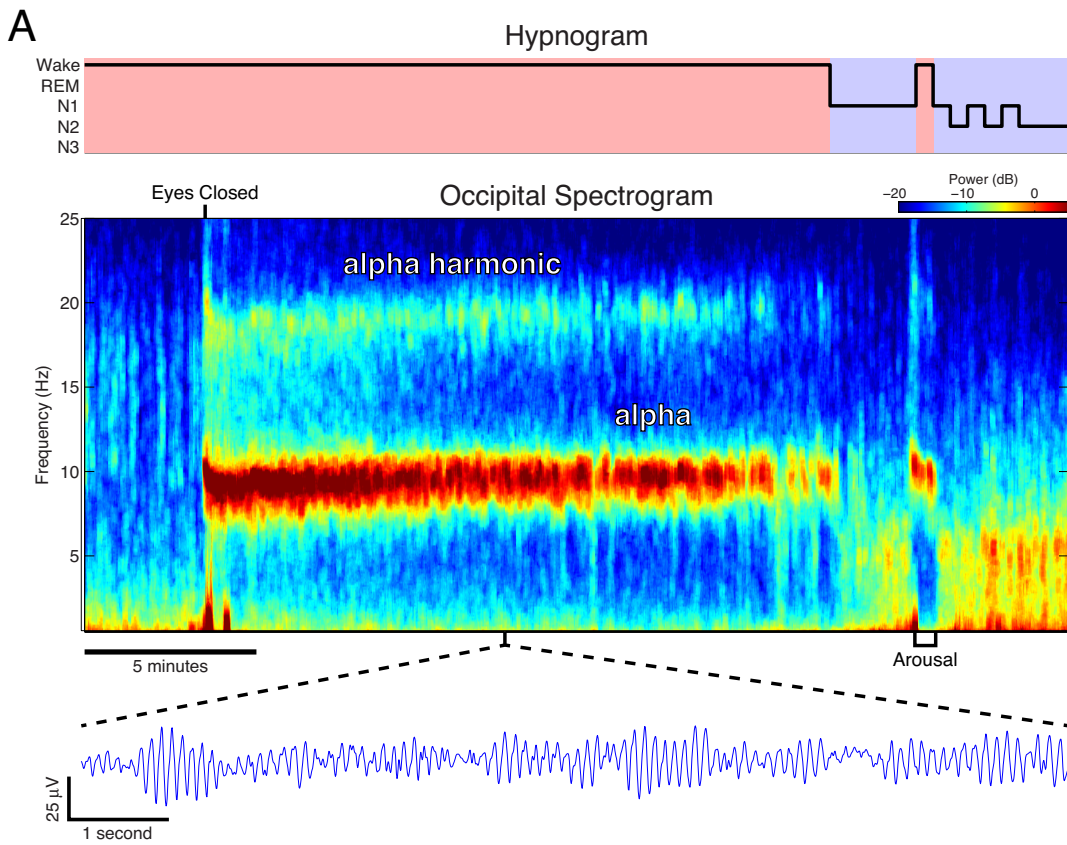 A
Hypnogram
Wake
REM
N1
N2
N3
Eyes Closed
Occipital Spectrogram
Power (dB)
−20 −10 0
25
20
15
10
5
Frequency (Hz)
alpha harmonic
alpha
5 minutes
Arousal
25 μV
1 second